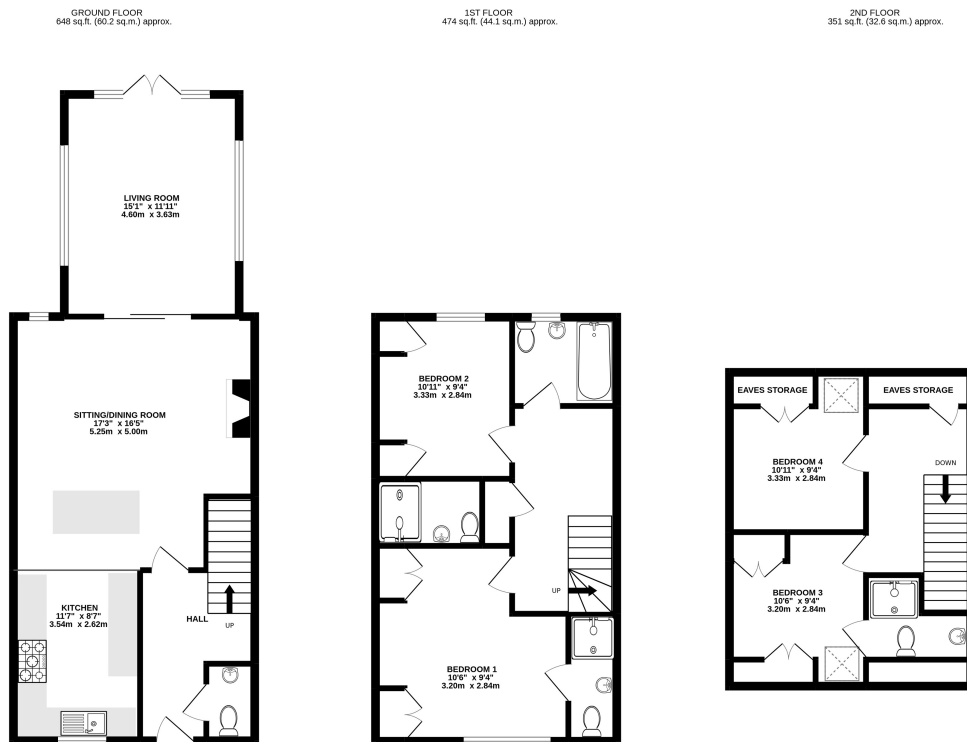 GROUND FLOOR
648 sq.ft. (60.2 sq.m.) approx.
1ST FLOOR
474 sq.ft. (44.1 sq.m.) approx.
2ND FLOOR
351 sq.ft. (32.6 sq.m.) approx.
LIVING ROOM
15'1" x 11'11"
4.60m x 3.63m
SITTING/DINING ROOM
17'3" x 16'5"
5.25m x 5.00m
KITCHEN
11'7" x 8'7"
3.54m x 2.62m
HALL
UP
BEDROOM 2
10'11" x 9'4"
3.33m x 2.84m
UP
BEDROOM 1
10'6" x 9'4"
3.20m x 2.84m
EAVES STORAGE
EAVES STORAGE
BEDROOM 4
10'11" x 9'4"
3.33m x 2.84m
DOWN
BEDROOM 3
10'6" x 9'4"
3.20m x 2.84m